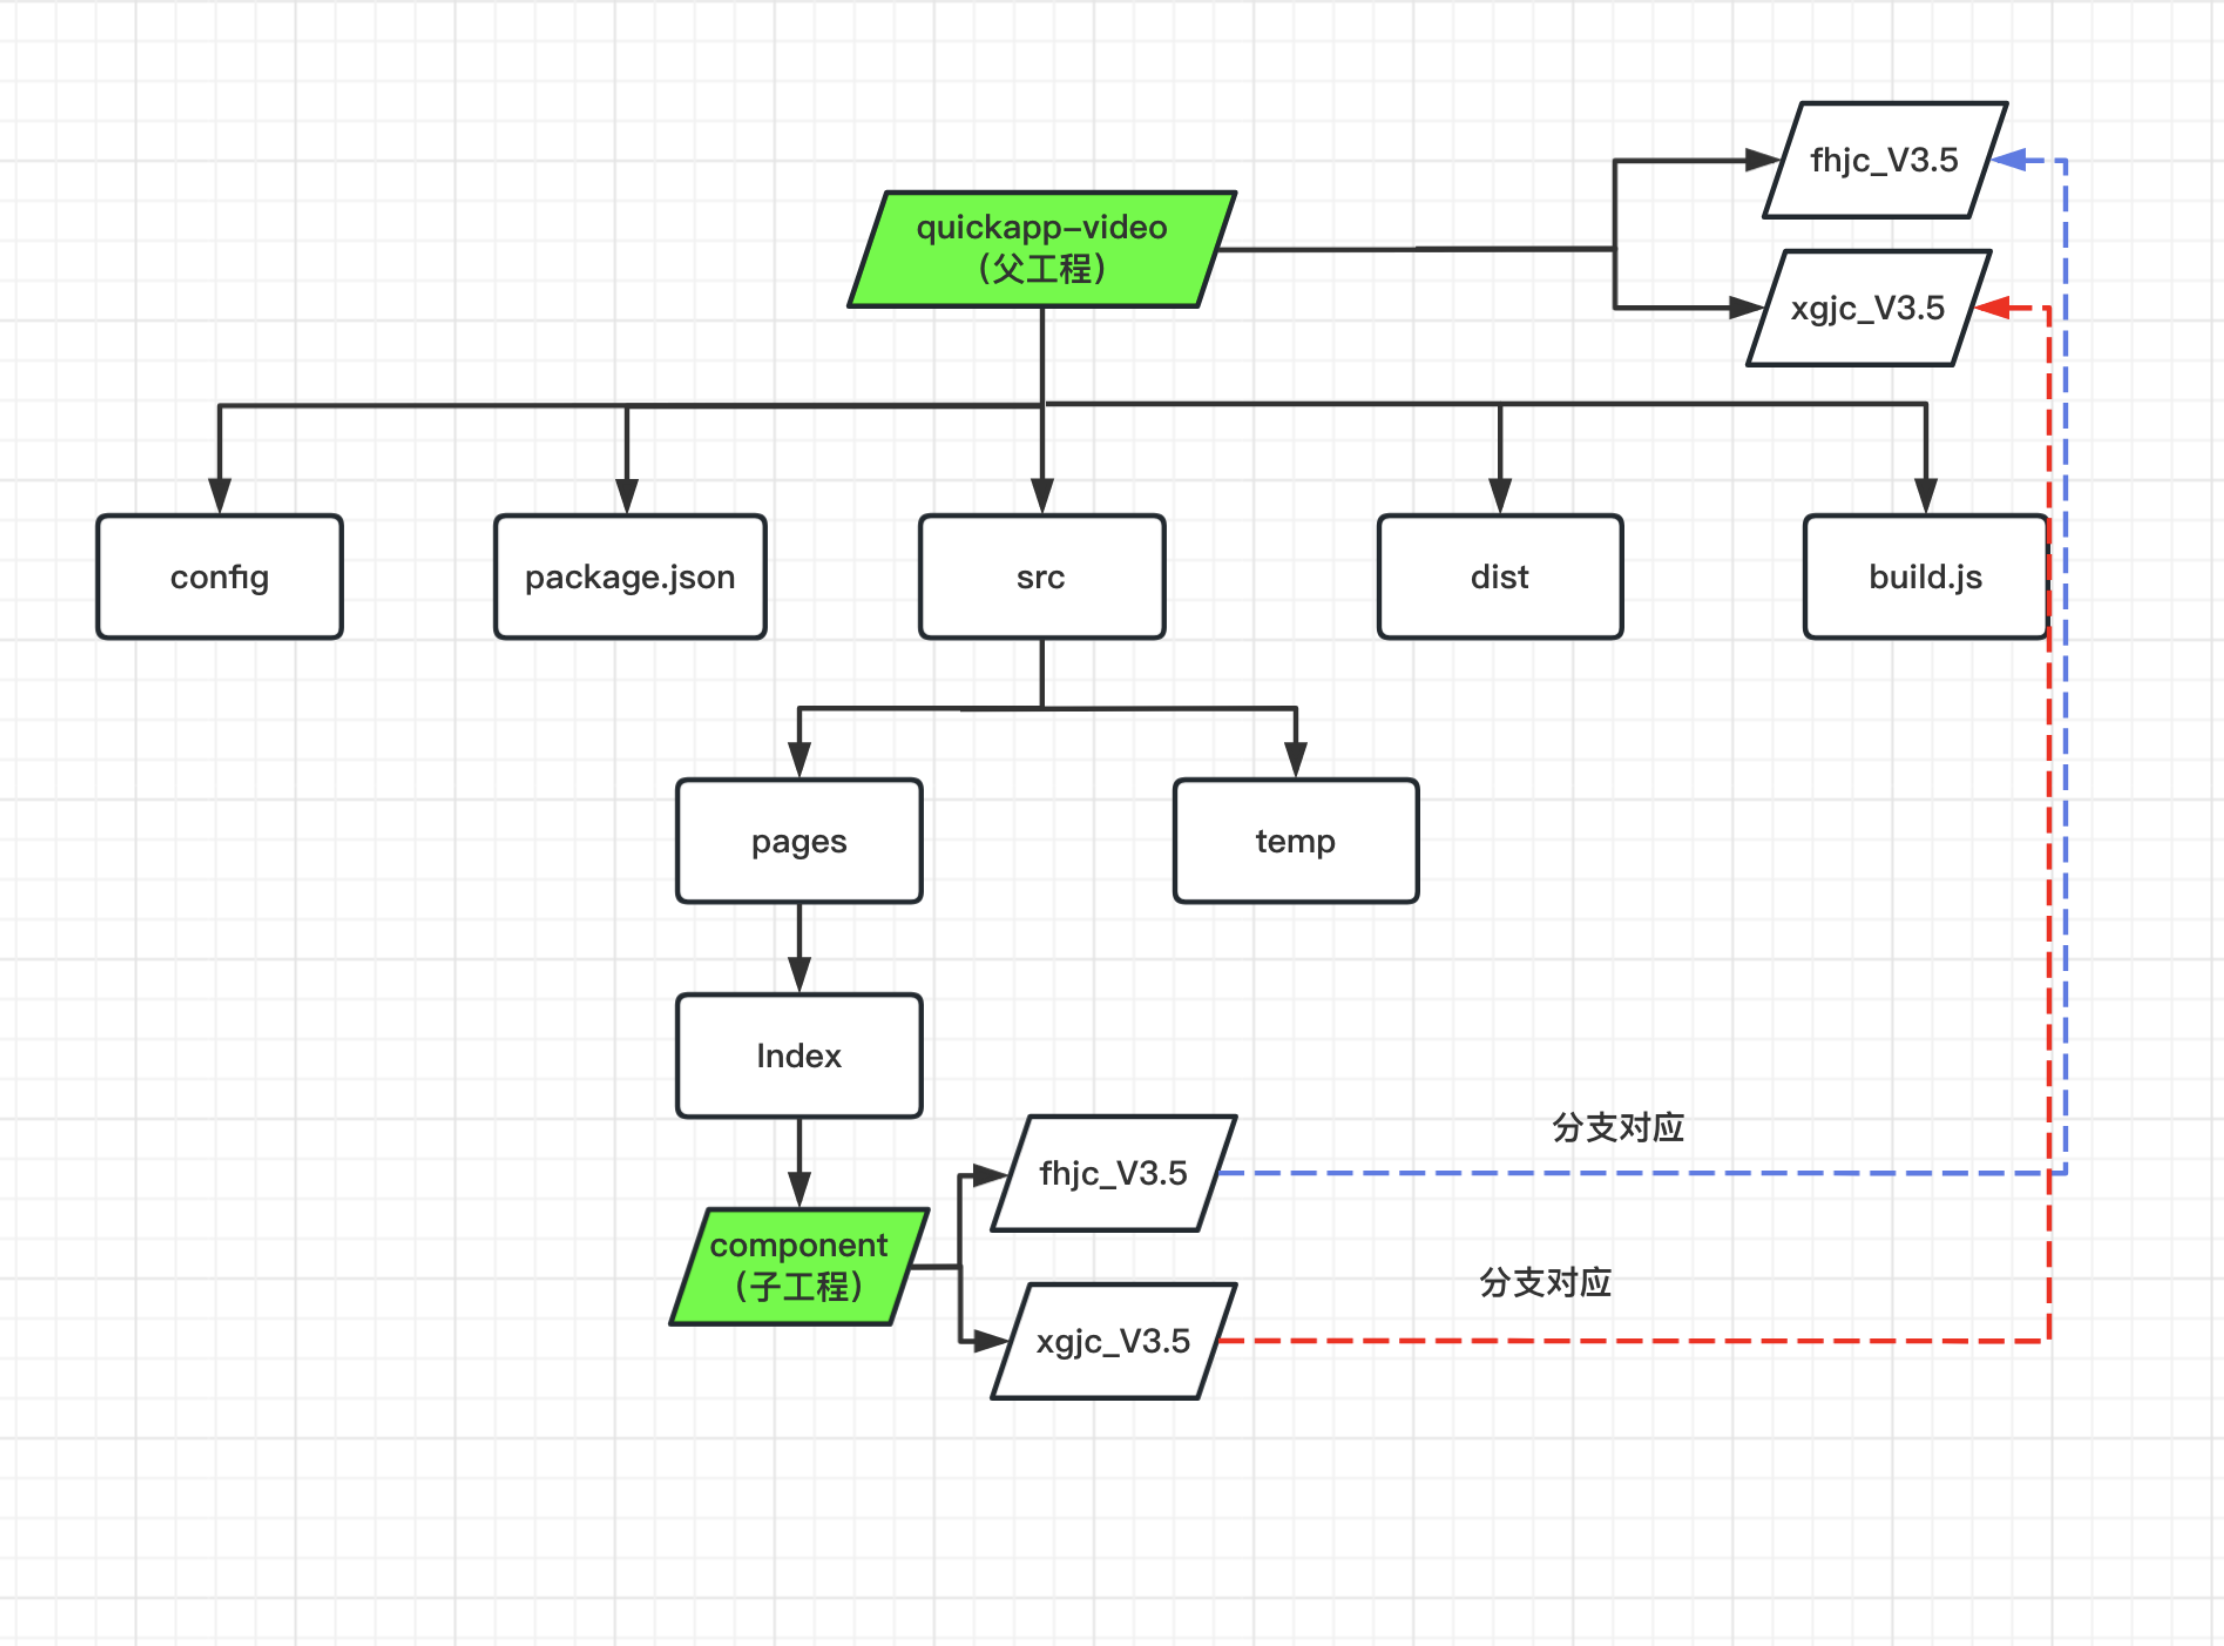 fhjc_V3.5
quickapp-video
（父工程）
xgjc_V3.5
config
package.json
src
dist
build.js
pages
temp
Index
分支对应
fhjc_V3.5
component
（子工程）
分支对应
xgjc_V3.5